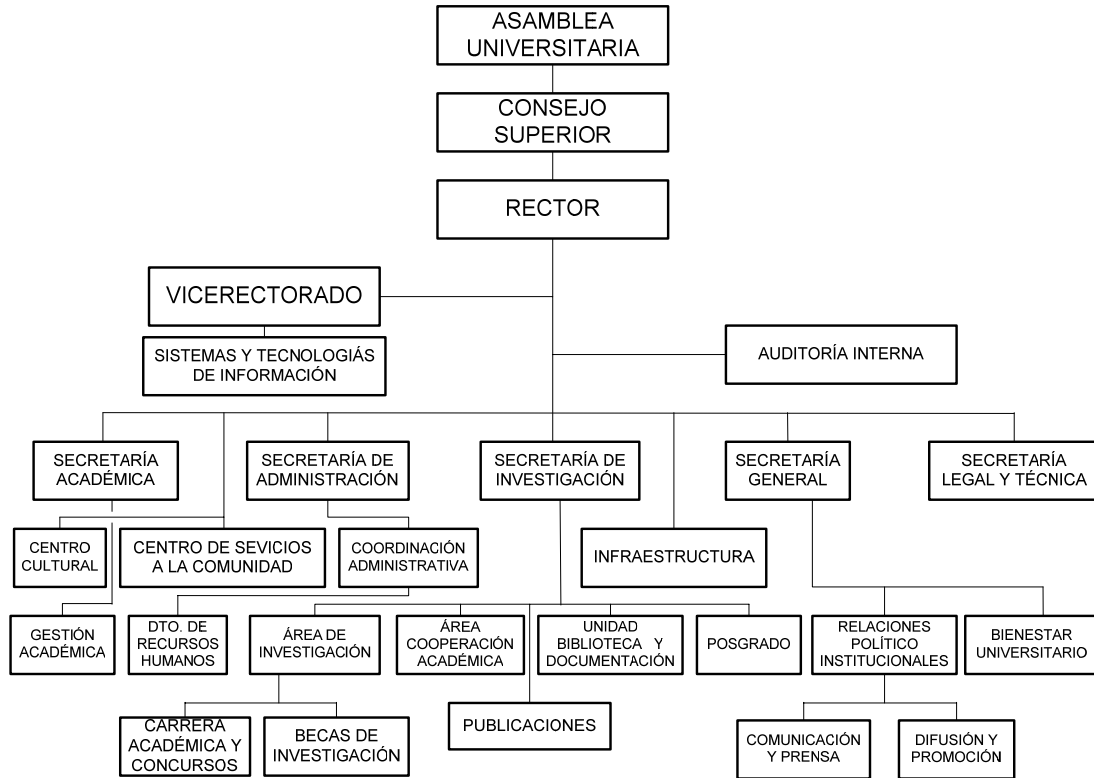 ASAMBLEA
UNIVERSITARIA
CONSEJO
SUPERIOR
RECTOR
VICERECTORADO
SISTEMAS Y TECNOLOGIÁS
DE INFORMACIÓN
AUDITORÍA INTERNA
SECRETARÍA
ACADÉMICA
SECRETARÍA DE
ADMINISTRACIÓN
SECRETARÍA DE
INVESTIGACIÓN
SECRETARÍA
GENERAL
SECRETARÍA
LEGAL Y TÉCNICA
CENTRO
CULTURAL
CENTRO DE SEVICIOS
A LA COMUNIDAD
COORDINACIÓN
ADMINISTRATIVA
INFRAESTRUCTURA
GESTIÓN
ACADÉMICA
DTO. DE
RECURSOS
HUMANOS
ÁREA DE
INVESTIGACIÓN
ÁREA
COOPERACIÓN
ACADÉMICA
UNIDAD
BIBLIOTECA Y
DOCUMENTACIÓN
POSGRADO
RELACIONES
POLÍTICO
INSTITUCIONALES
BIENESTAR
UNIVERSITARIO
CARRERA
ACADÉMICA Y
CONCURSOS
BECAS DE
INVESTIGACIÓN
PUBLICACIONES
COMUNICACIÓN
Y PRENSA
DIFUSIÓN Y
PROMOCIÓN